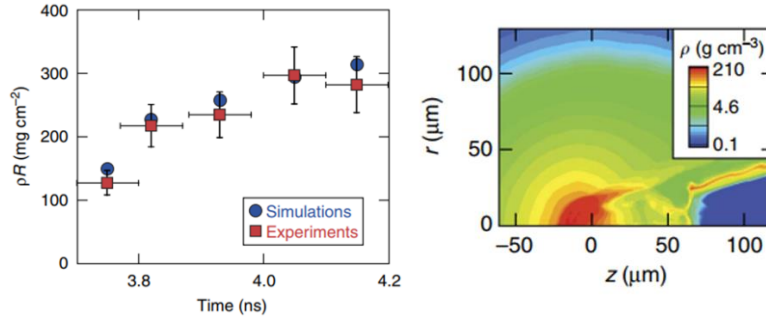 400
300
200
100
0
ρR (mg cm⁻²)
3.8
4.0
4.2
Time (ns)
Simulations
Experiments
ρ (g cm⁻³)
210
4.6
0.1
100
50
0
r (μm)
−50
0
50
100
z (μm)